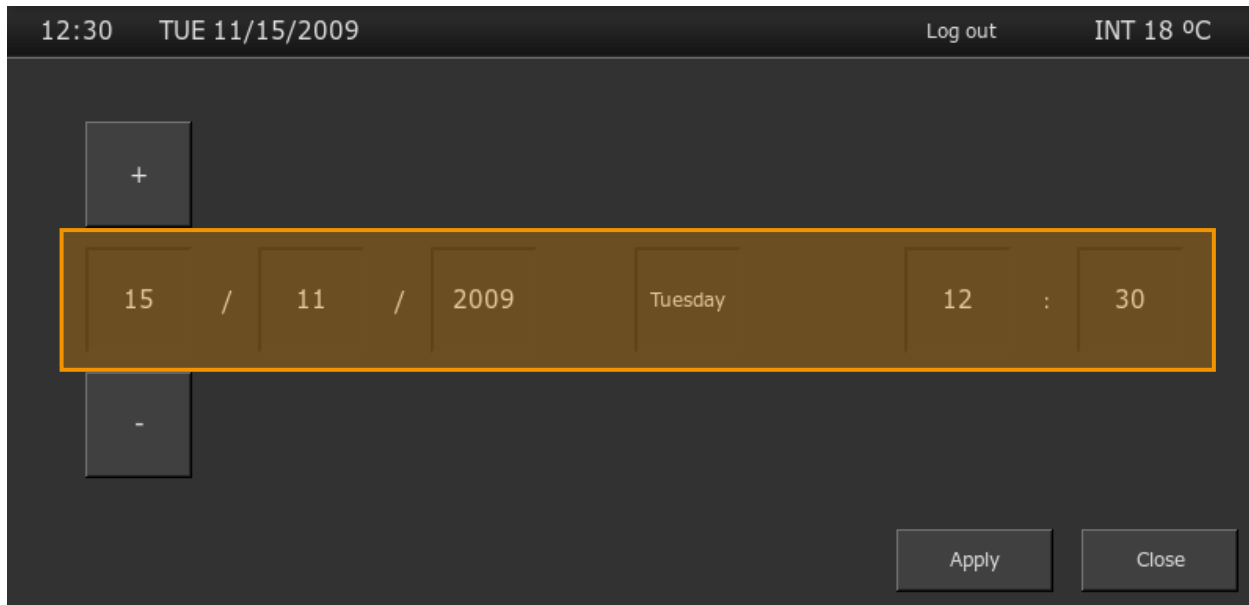 12:30 TUE 11/15/2009 Log out INT 18 ºC
+
15 / 11 / 2009 Tuesday 12 : 30
-
Apply Close